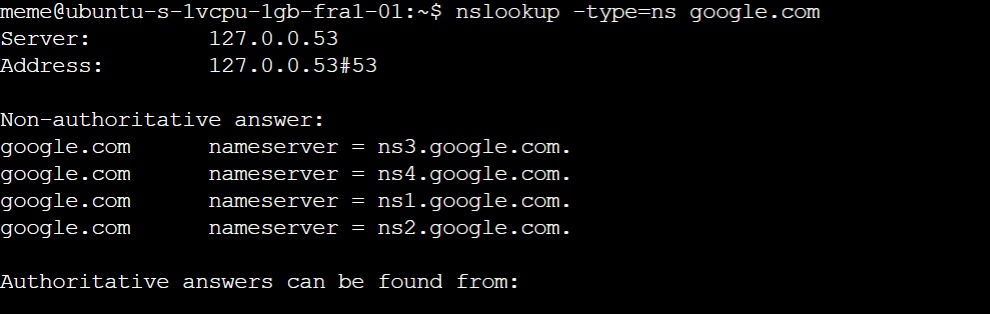 meme@ubuntu-s-1vcpu-1gb-fra1-01:~$ nslookup -type=ns google.com
Server:         127.0.0.53
Address:        127.0.0.53#53

Non-authoritative answer:
google.com      nameserver = ns3.google.com.
google.com      nameserver = ns4.google.com.
google.com      nameserver = ns1.google.com.
google.com      nameserver = ns2.google.com.

Authoritative answers can be found from: